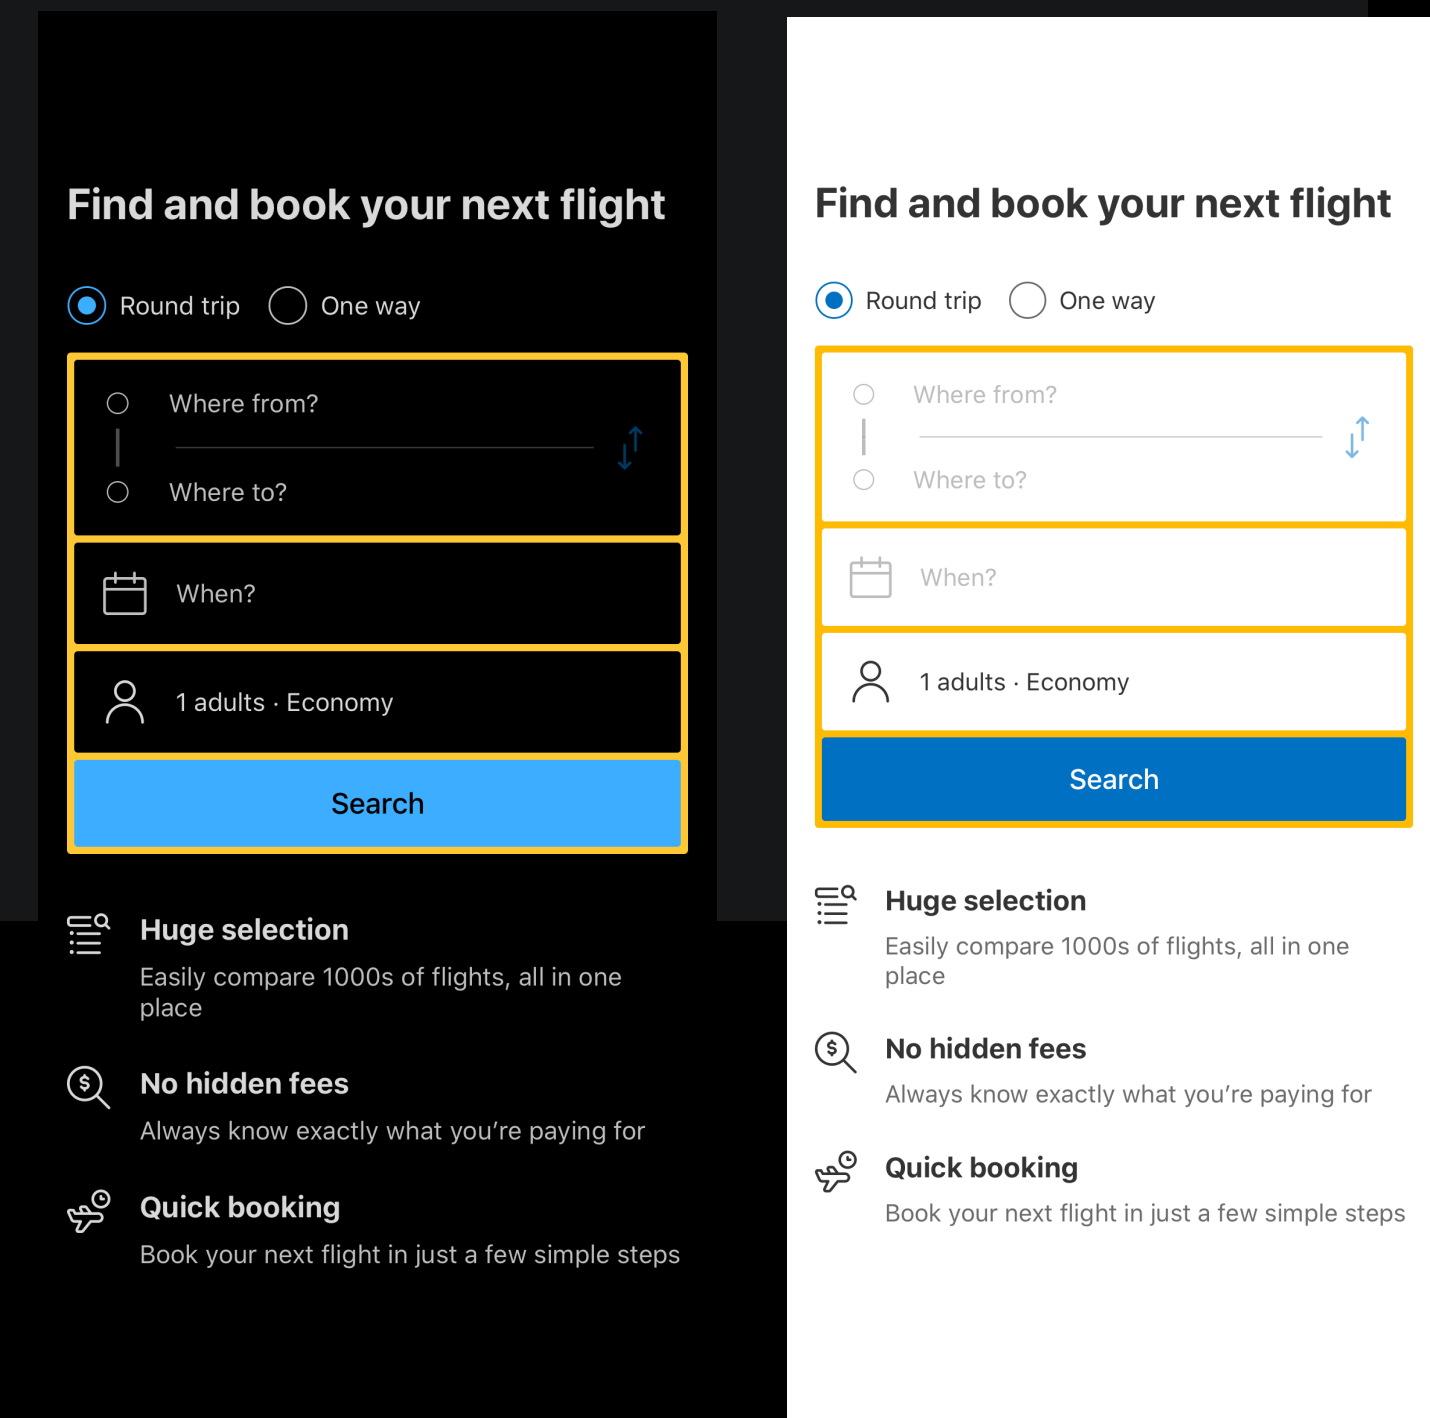 Find and book your next flight
Round trip
One way
Where from?
Where to?
When?
1 adults · Economy
Search
Huge selection
Easily compare 1000s of flights, all in one
place
No hidden fees
Always know exactly what you’re paying for
Quick booking
Book your next flight in just a few simple steps
Find and book your next flight
Round trip
One way
Where from?
Where to?
When?
1 adults · Economy
Search
Huge selection
Easily compare 1000s of flights, all in one
place
No hidden fees
Always know exactly what you’re paying for
Quick booking
Book your next flight in just a few simple steps